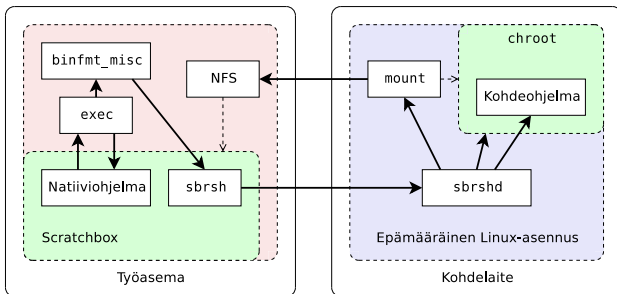 binfmt_misc
NFS
exec
Natiiviohjelma
sbrsh
Scratchbox
Työasema
chroot
mount
Kohdeohjelma
sbrshd
Epämääräinen Linux-asennus
Kohdelaite